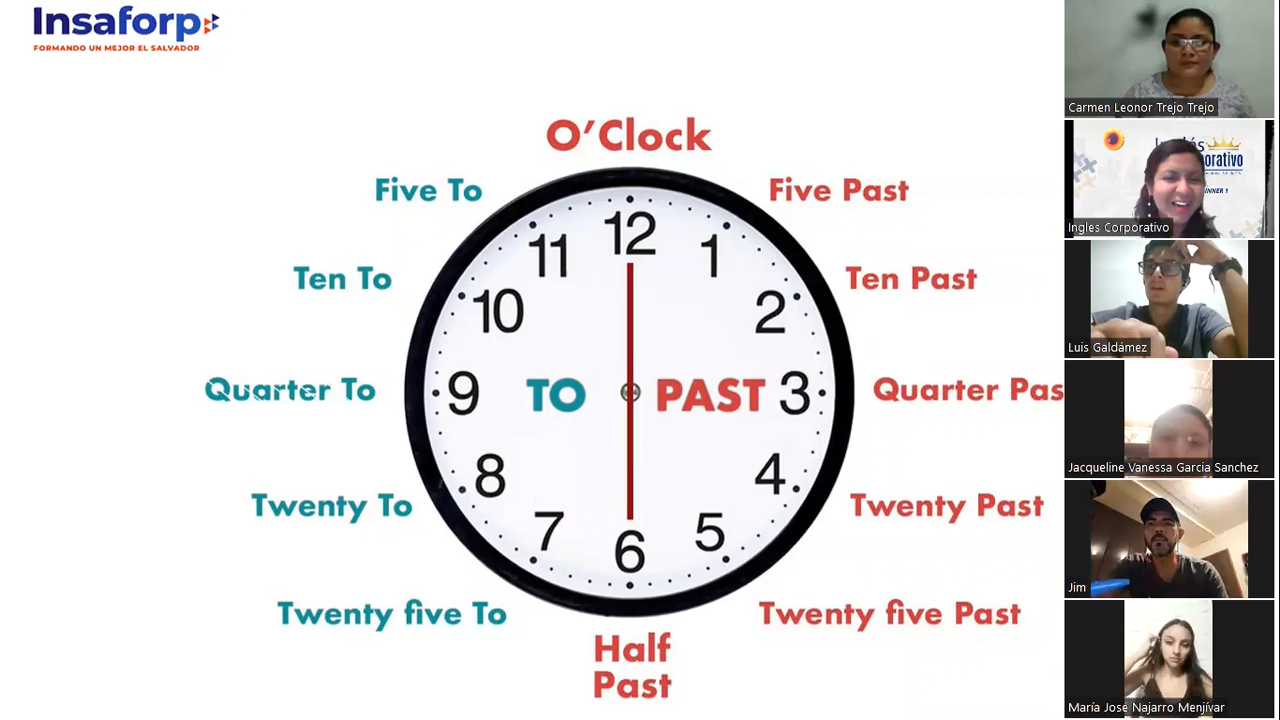 Insaforp
FORMANDO UN MEJOR EL SALVADOR
O'Clock
Five To
Five Past
Ten To
Ten Past
Quarter To
Quarter Pas
Twenty To
Twenty Past
Twenty five To
Twenty five Past
Half
Past
12
11
1
10
2
9
TO
PAST
3
8
4
7
5
6
Carmen Leonor Trejo Trejo
Ingles Corporativo
Luis Galdámez
Jacqueline Vanessa Garcia Sanchez
Jim
María José Najarro Menjívar